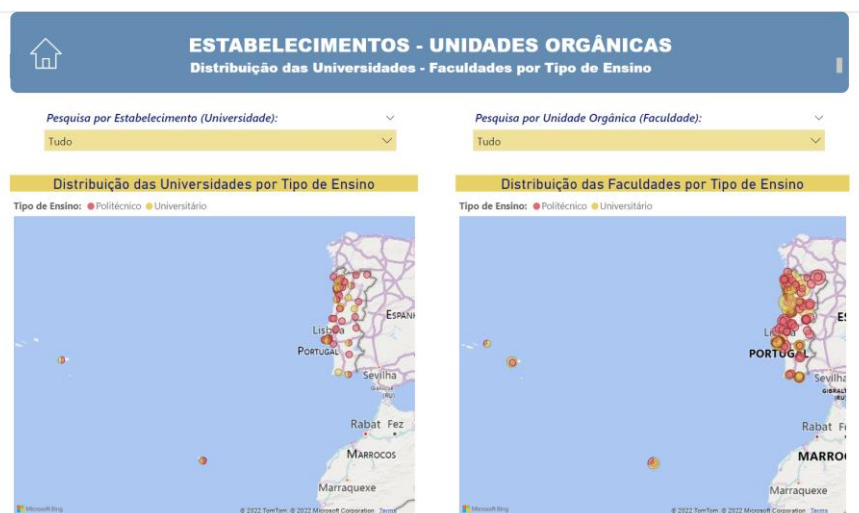 ESTABELECIMENTOS - UNIDADES ORGÂNICAS
Distribuição das Universidades - Faculdades por Tipo de Ensino
Pesquisa por Estabelecimento (Universidade):
Tudo
Pesquisa por Unidade Orgânica (Faculdade):
Tudo
Distribuição das Universidades por Tipo de Ensino
Tipo de Ensino: Politécnico Universitário
ESPANH
PORTUGAL
Sevilha
Rabat Fez
MARROCOS
Marraquexe
Microsoft Bing
© 2022 TomTom, © 2022 Microsoft Corporation Terms
Distribuição das Faculdades por Tipo de Ensino
Tipo de Ensino: Politécnico Universitário
ES
PORTUGAL
Sevilha
GIBRALT
Rabat
MARRO
Marraquexe
Microsoft Bing
© 2022 TomTom, © 2022 Microsoft Corporation Terms